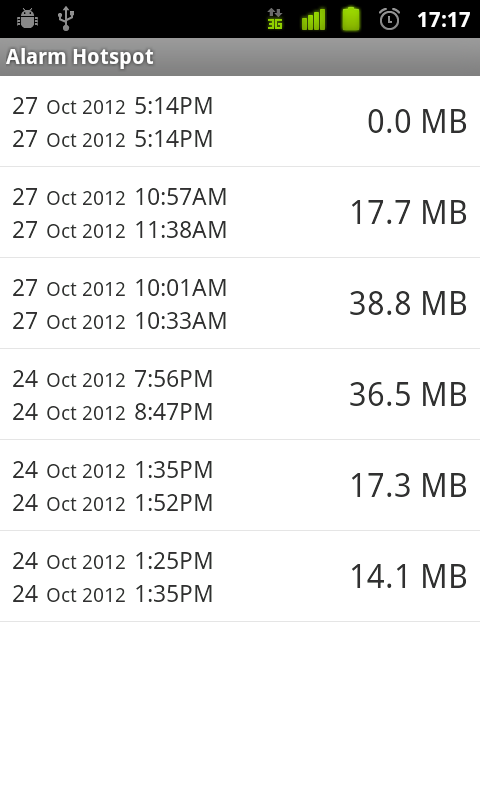 3G 17:17
Alarm Hotspot
27 Oct 2012 5:14PM
27 Oct 2012 5:14PM
0.0 MB
27 Oct 2012 10:57AM
27 Oct 2012 11:38AM
17.7 MB
27 Oct 2012 10:01AM
27 Oct 2012 10:33AM
38.8 MB
24 Oct 2012 7:56PM
24 Oct 2012 8:47PM
36.5 MB
24 Oct 2012 1:35PM
24 Oct 2012 1:52PM
17.3 MB
24 Oct 2012 1:25PM
24 Oct 2012 1:35PM
14.1 MB